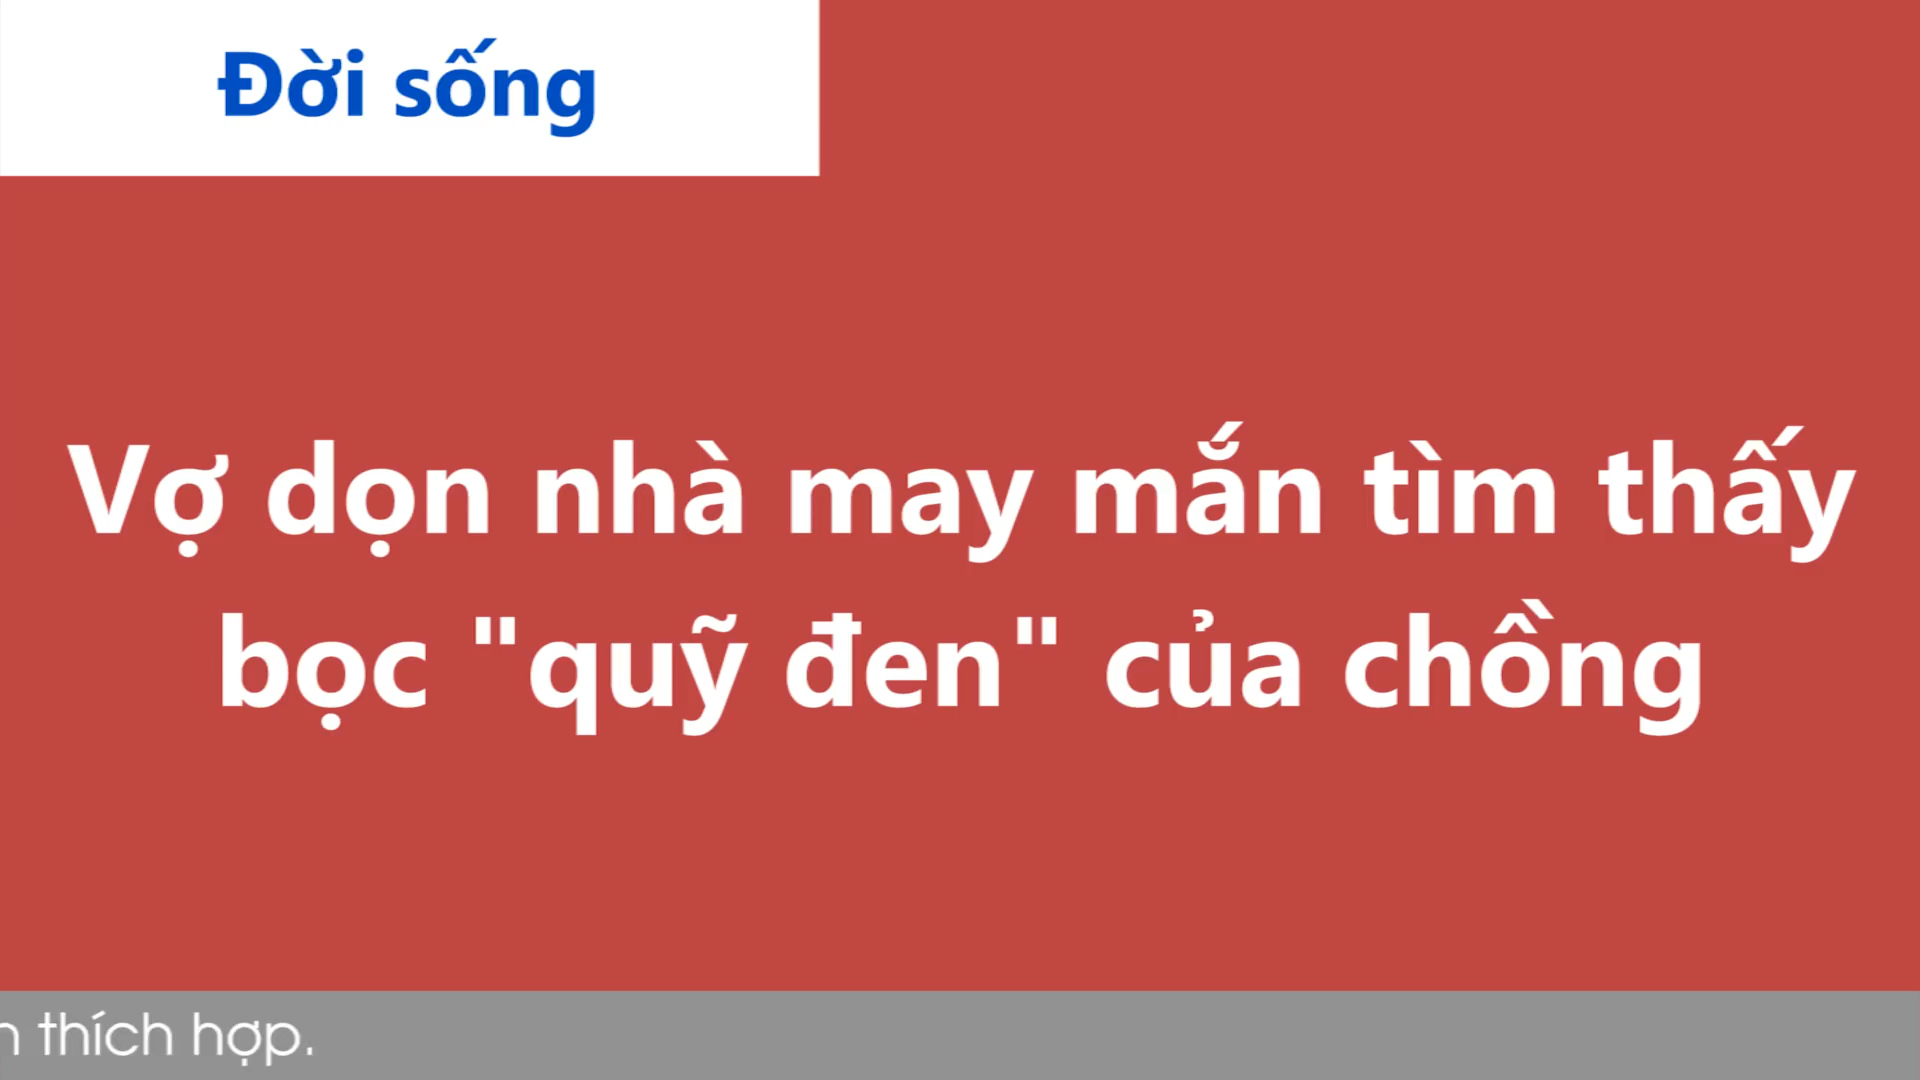 Đời sống
Vợ dọn nhà may mắn tìm thấy
bọc "quỹ đen" của chồng
thích hợp.